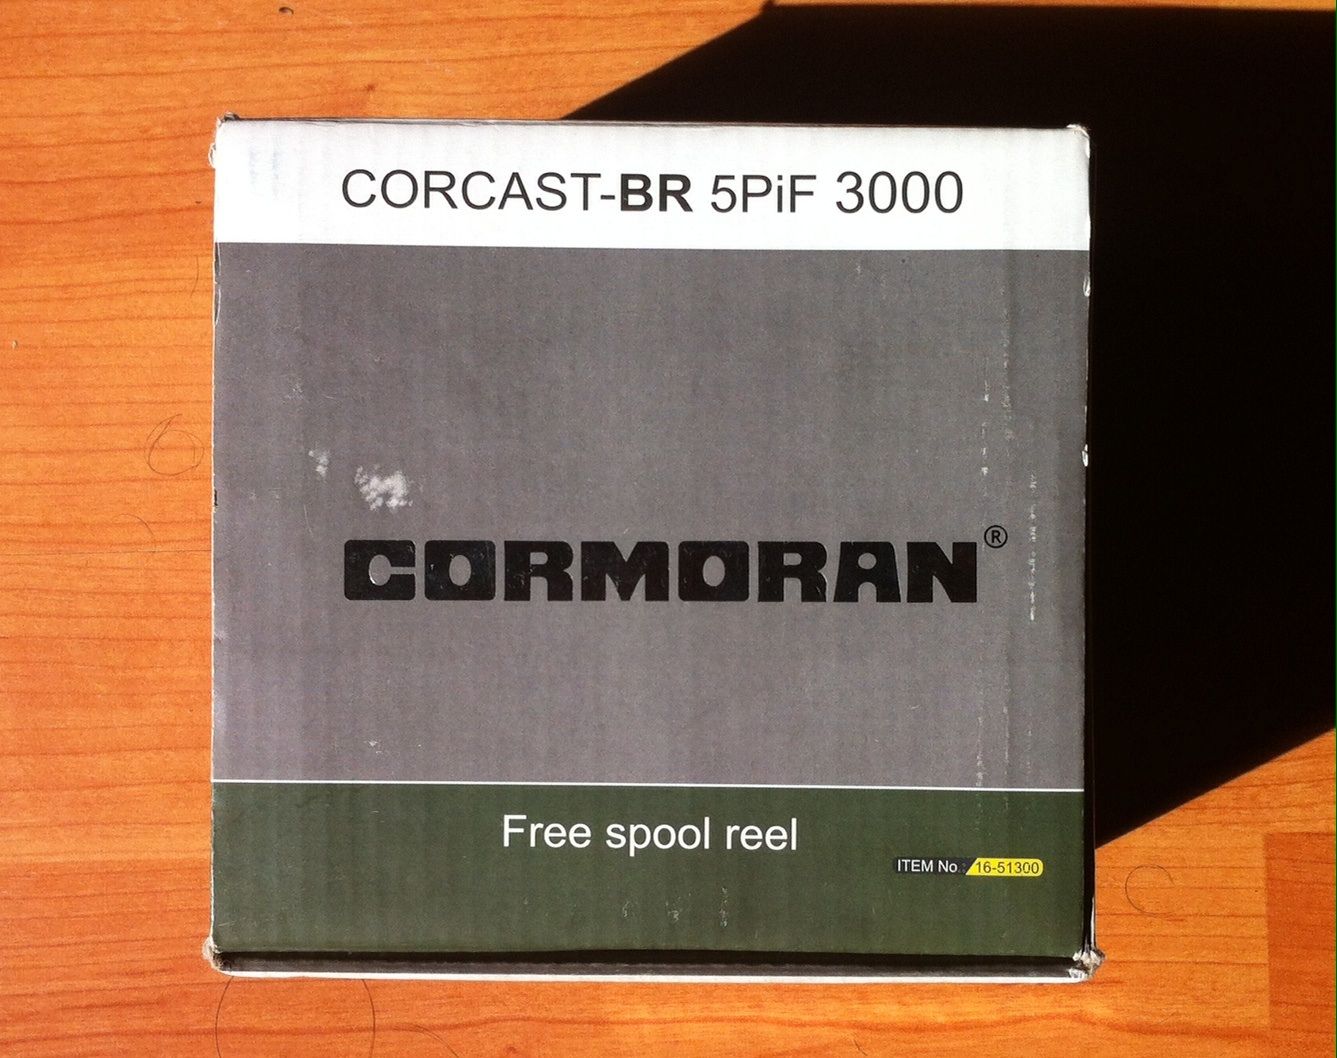 CORCAST-BR 5PiF 3000
CORMORAN®
Free spool reel
ITEM No.: 16-51300